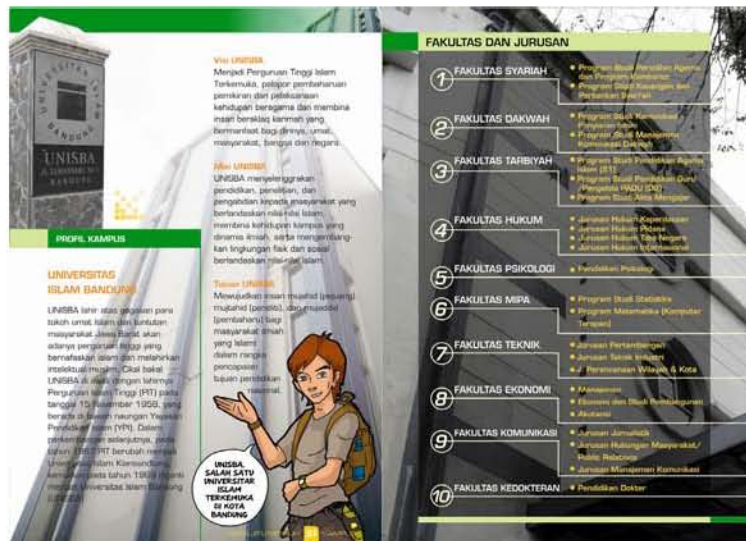 UNIVERSITAS ISLAM
BANDUNG
UNISBA
BANDUNG
PROFIL KAMPUS
UNIVERSITAS
ISLAM BANDUNG
UNISBA lahir atas gagasan para
tokoh umat Islam dan tuntutan
masyarakat Jawa Barat akan
adanya perguruan tinggi yang
bernafaskan islam dan melahirkan
intelektual muslim. Cikal bakal
UNISBA di awali dengan lahirnya
Perguruan Islam Tinggi (PIT) pada
tanggal 15 November 1958, yang
berada di bawah naungan Yayasan
Pendidikan Islam (YPI). Dalam
perkembangan selanjutnya, pada
tahun PIT berubah menjadi
Universitas Islam
kemudian pada tahun 1969 diganti
menjadi Universitas Islam Bandung
(UNISBA)
Visi UNISBA
Menjadi Perguruan Tinggi Islam
Terkemuka, pelopor pembaharuan
pemikiran dan pelaksanaan
kehidupan beragama dan membina
insan berakhlaq karimah yang
bermanfaat bagi dirinya, umat,
masyarakat, bangsa dan negara.
Misi UNISBA
UNISBA menyelenggrakan
pendidikan, penelitian, dan
pengabdian kepada masyarakat yang
berlandaskan nilai-nilai Islam,
membina kehidupan kampus yang
dinamis ilmiah, serta mengembang-
kan lingkungan fisik dan sosial
berlandaskan nilai-nilai Islam.
Tujuan UNISBA
Mewujudkan insan mujahid (pejuang)
mujtahid (peneliti), dan mujaddid
(pembaharu) bagi
masyarakat ilmiah
yang Islami
dalam rangka
pencapaian
tujuan pendidikan
nasional.
UNISBA,
SALAH SATU
UNIVERSITAR
ISLAM
TERKEMUKA
DI KOTA
BANDUNG
FAKULTAS DAN JURUSAN
1 FAKULTAS SYARIAH
Program Studi Peradilan Agama
dan Program Kembaran
Program Studi Keuangan dan
Perbankan Syari'ah
2 FAKULTAS DAKWAH
Program Studi Komunikasi
Penyiaran Islam
Program Studi Manajemen
Komunikasi Dakwah
3 FAKULTAS TARBIYAH
Program Studi Pendidikan Agama
Islam (S1)
Program Studi Pendidikan Guru/
Pengelola PADU (DII)
Program Studi Akta Mengajar
4 FAKULTAS HUKUM
Jurusan Hukum Keperdataan
Jurusan Hukum Pidana
Jurusan Hukum Tata Negara
Jurusan Hukum Internasional
5 FAKULTAS PSIKOLOGI
Pendidikan Psikologi
6 FAKULTAS MIPA
Program Studi Statistika
Program Matematika (Komputer
Terapan)
7 FAKULTAS TEKNIK
Jurusan Pertambangan
Jurusan Teknik Industri
J. Perencanaan Wilayah & Kota
8 FAKULTAS EKONOMI
Manajemen
Ekonomi dan Studi Pembangunan
Akutansi
9 FAKULTAS KOMUNIKASI
Jurusan Jurnalistik
Jurusan Hubungan Masyarakat/
Public Relations
Jurusan Manajemen Komunikasi
10 FAKULTAS KEDOKTERAN
Pendidikan Dokter